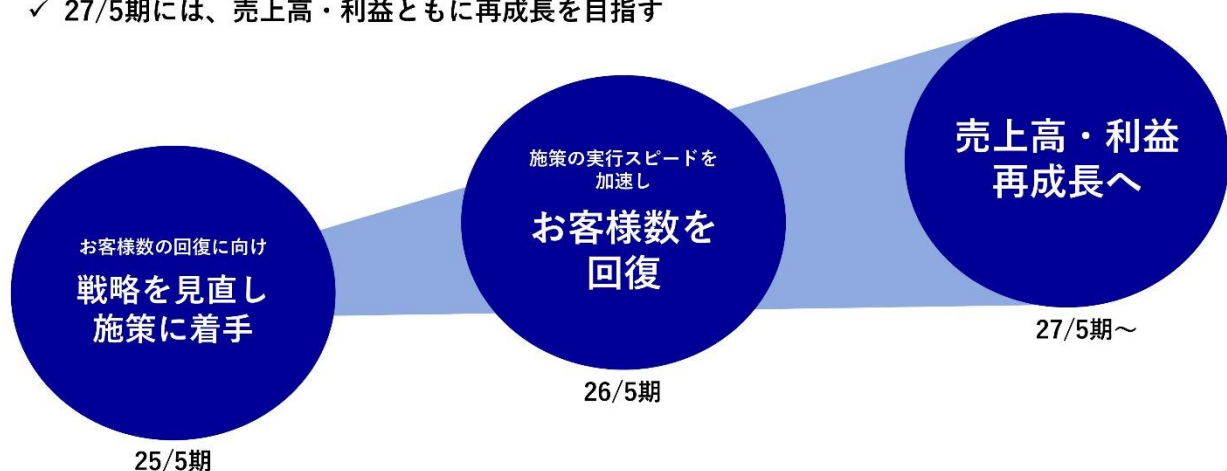 ✓ 27/5期には、売上高・利益ともに再成長を目指す
お客様数の回復に向け
戦略を見直し
施策に着手
25/5期
施策の実行スピードを
加速し
お客様数を
回復
26/5期
売上高・利益
再成長へ
27/5期～